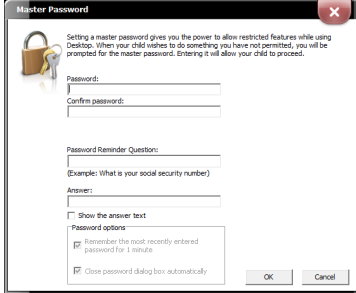 Master Password
Setting a master password gives you the power to allow restricted features while using
Desktop. When your child wishes to do something you have not permitted, you will be
prompted for the master password. Entering it will allow your child to proceed.
Password:
Confirm password:
Password Reminder Question:
(Example: What is your social security number)
Answer:
Show the answer text
Password options
Remember the most recently entered
password for 1 minute
Close password dialog box automatically
OK
Cancel